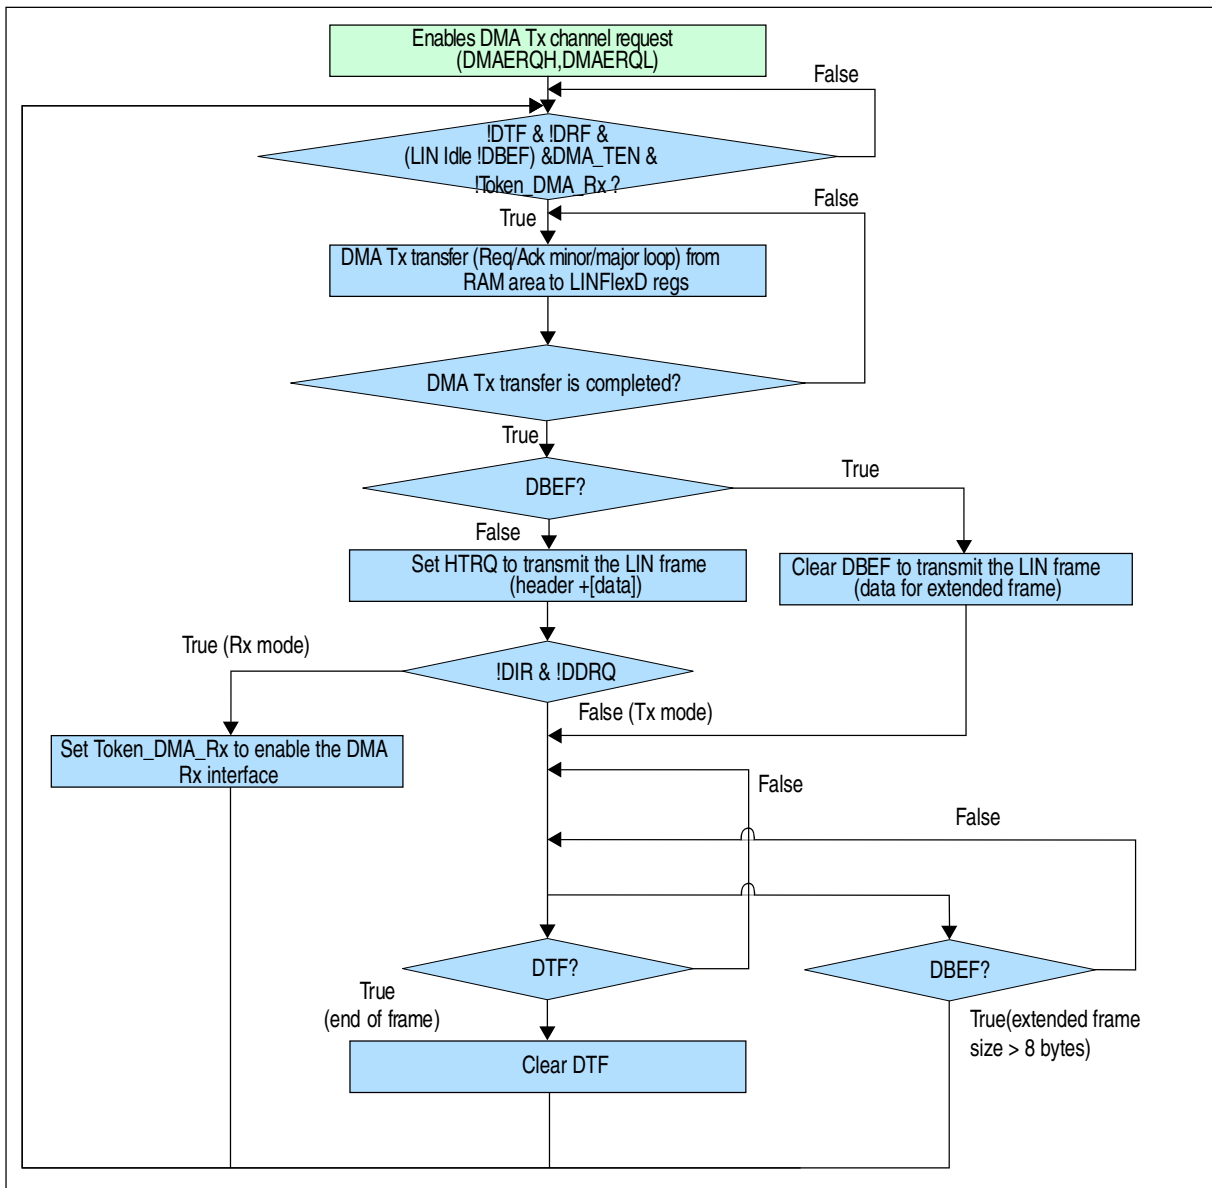 Enables DMA Tx channel request
(DMAERQH,DMAERQL)
False
!DTF & !DRF &
(LIN Idle !DBEF) &DMA_TEN &
!Token_DMA_Rx ?
True
False
DMA Tx transfer (Req/Ack minor/major loop) from
RAM area to LINFlexD regs
DMA Tx transfer is completed?
True
DBEF?
True
False
Set HTRQ to transmit the LIN frame
(header +[data])
Clear DBEF to transmit the LIN frame
(data for extended frame)
True (Rx mode)
!DIR & !DDRQ
False (Tx mode)
Set Token_DMA_Rx to enable the DMA
Rx interface
False
False
DTF?
DBEF?
True
(end of frame)
True(extended frame
size > 8 bytes)
Clear DTF